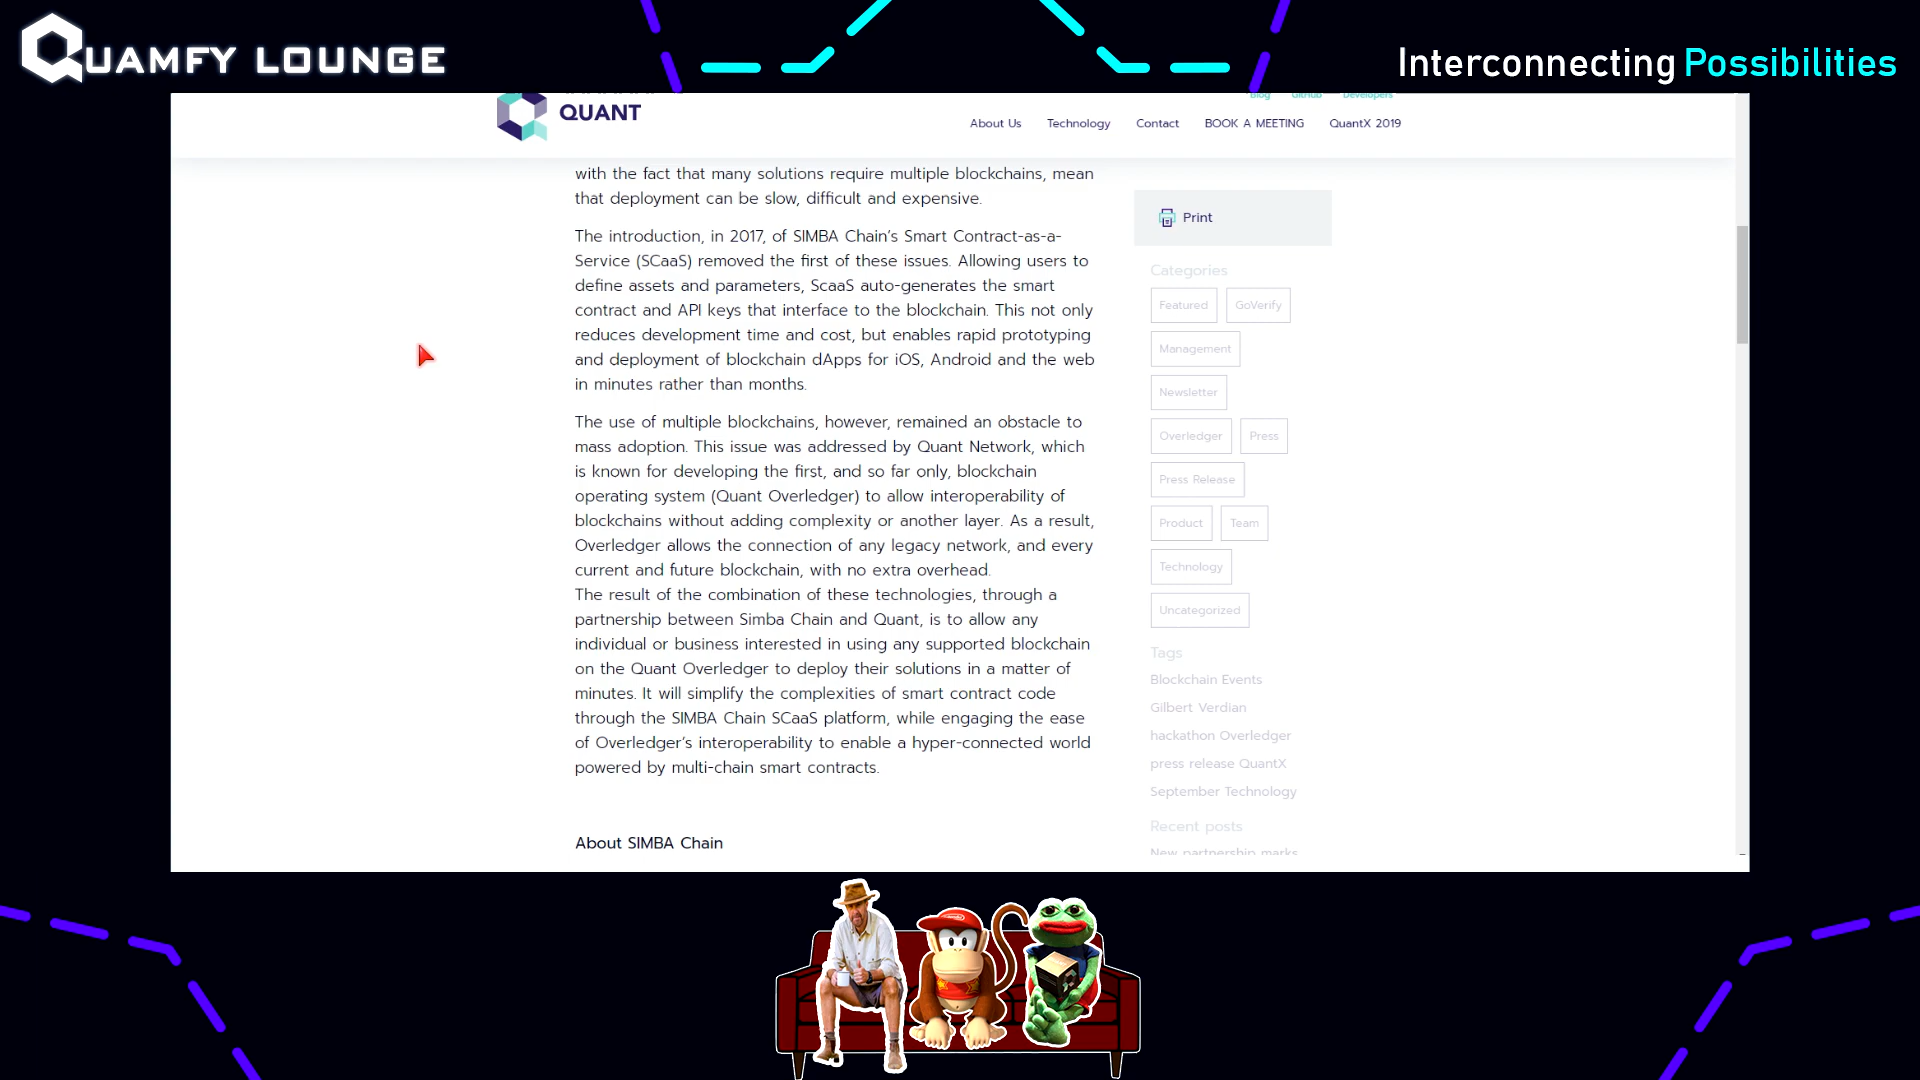 QUAMFY LOUNGE
Interconnecting Possibilities
QUANT
Blog GitHub Developers
About Us Technology Contact BOOK A MEETING QuantX 2019
with the fact that many solutions require multiple blockchains, mean
that deployment can be slow, difficult and expensive.
The introduction, in 2017, of SIMBA Chain’s Smart Contract-as-a-
Service (SCaaS) removed the first of these issues. Allowing users to
define assets and parameters, ScaaS auto-generates the smart
contract and API keys that interface to the blockchain. This not only
reduces development time and cost, but enables rapid prototyping
and deployment of blockchain dApps for iOS, Android and the web
in minutes rather than months.
The use of multiple blockchains, however, remained an obstacle to
mass adoption. This issue was addressed by Quant Network, which
is known for developing the first, and so far only, blockchain
operating system (Quant Overledger) to allow interoperability of
blockchains without adding complexity or another layer. As a result,
Overledger allows the connection of any legacy network, and every
current and future blockchain, with no extra overhead.
The result of the combination of these technologies, through a
partnership between Simba Chain and Quant, is to allow any
individual or business interested in using any supported blockchain
on the Quant Overledger to deploy their solutions in a matter of
minutes. It will simplify the complexities of smart contract code
through the SIMBA Chain SCaaS platform, while engaging the ease
of Overledger’s interoperability to enable a hyper-connected world
powered by multi-chain smart contracts.
About SIMBA Chain
Print
Categories
Featured GoVerify
Management
Newsletter
Overledger Press
Press Release
Product Team
Technology
Uncategorized
Tags
Blockchain Events
Gilbert Verdian
hackathon Overledger
press release QuantX
September Technology
Recent posts
New partnership marks